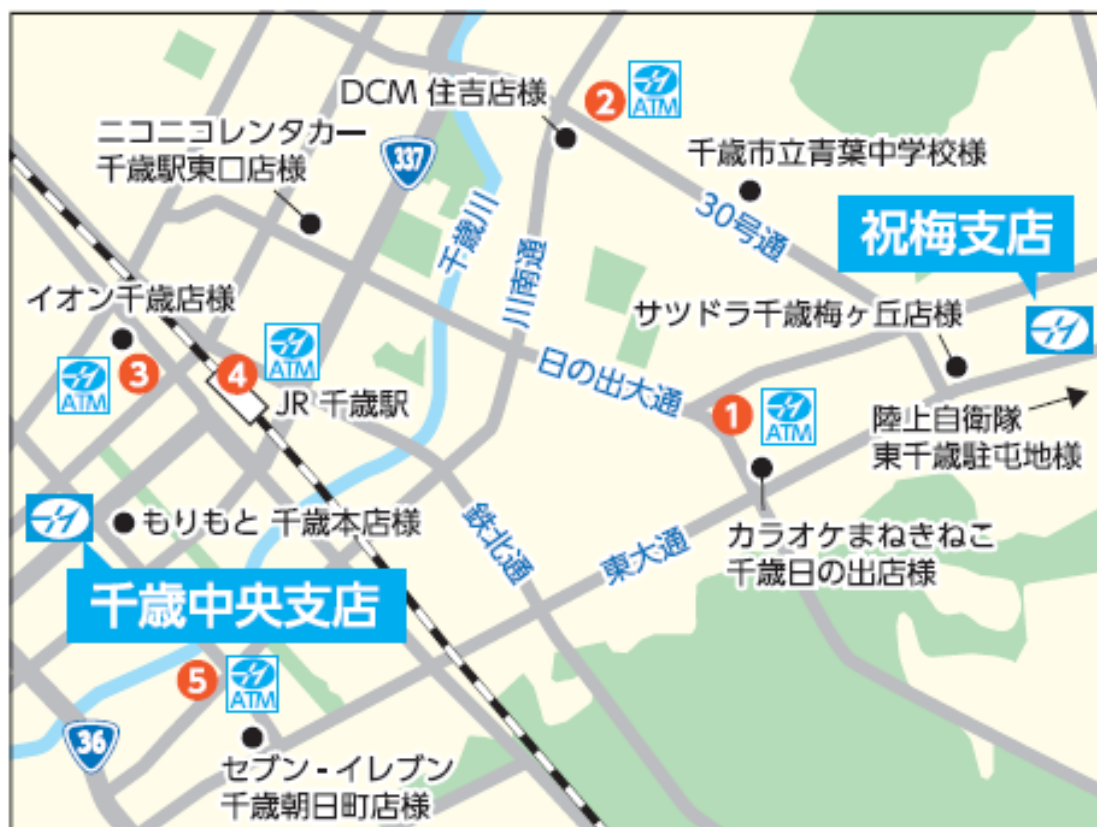 DCM 住吉店様
2
ATM
ニコニコレンタカー
千歳駅東口店様
337
千歳市立青葉中学校様
30号通
祝梅支店
千歳川
川南通
イオン千歳店様
サツドラ千歳梅ヶ丘店様
ATM
3
4
ATM
JR 千歳駅
日の出大通
1
ATM
陸上自衛隊
東千歳駐屯地様
もりもと 千歳本店様
鉄北通
東大通
カラオケまねきねこ
千歳日の出店様
千歳中央支店
5
ATM
36
セブン-イレブン
千歳朝日町店様